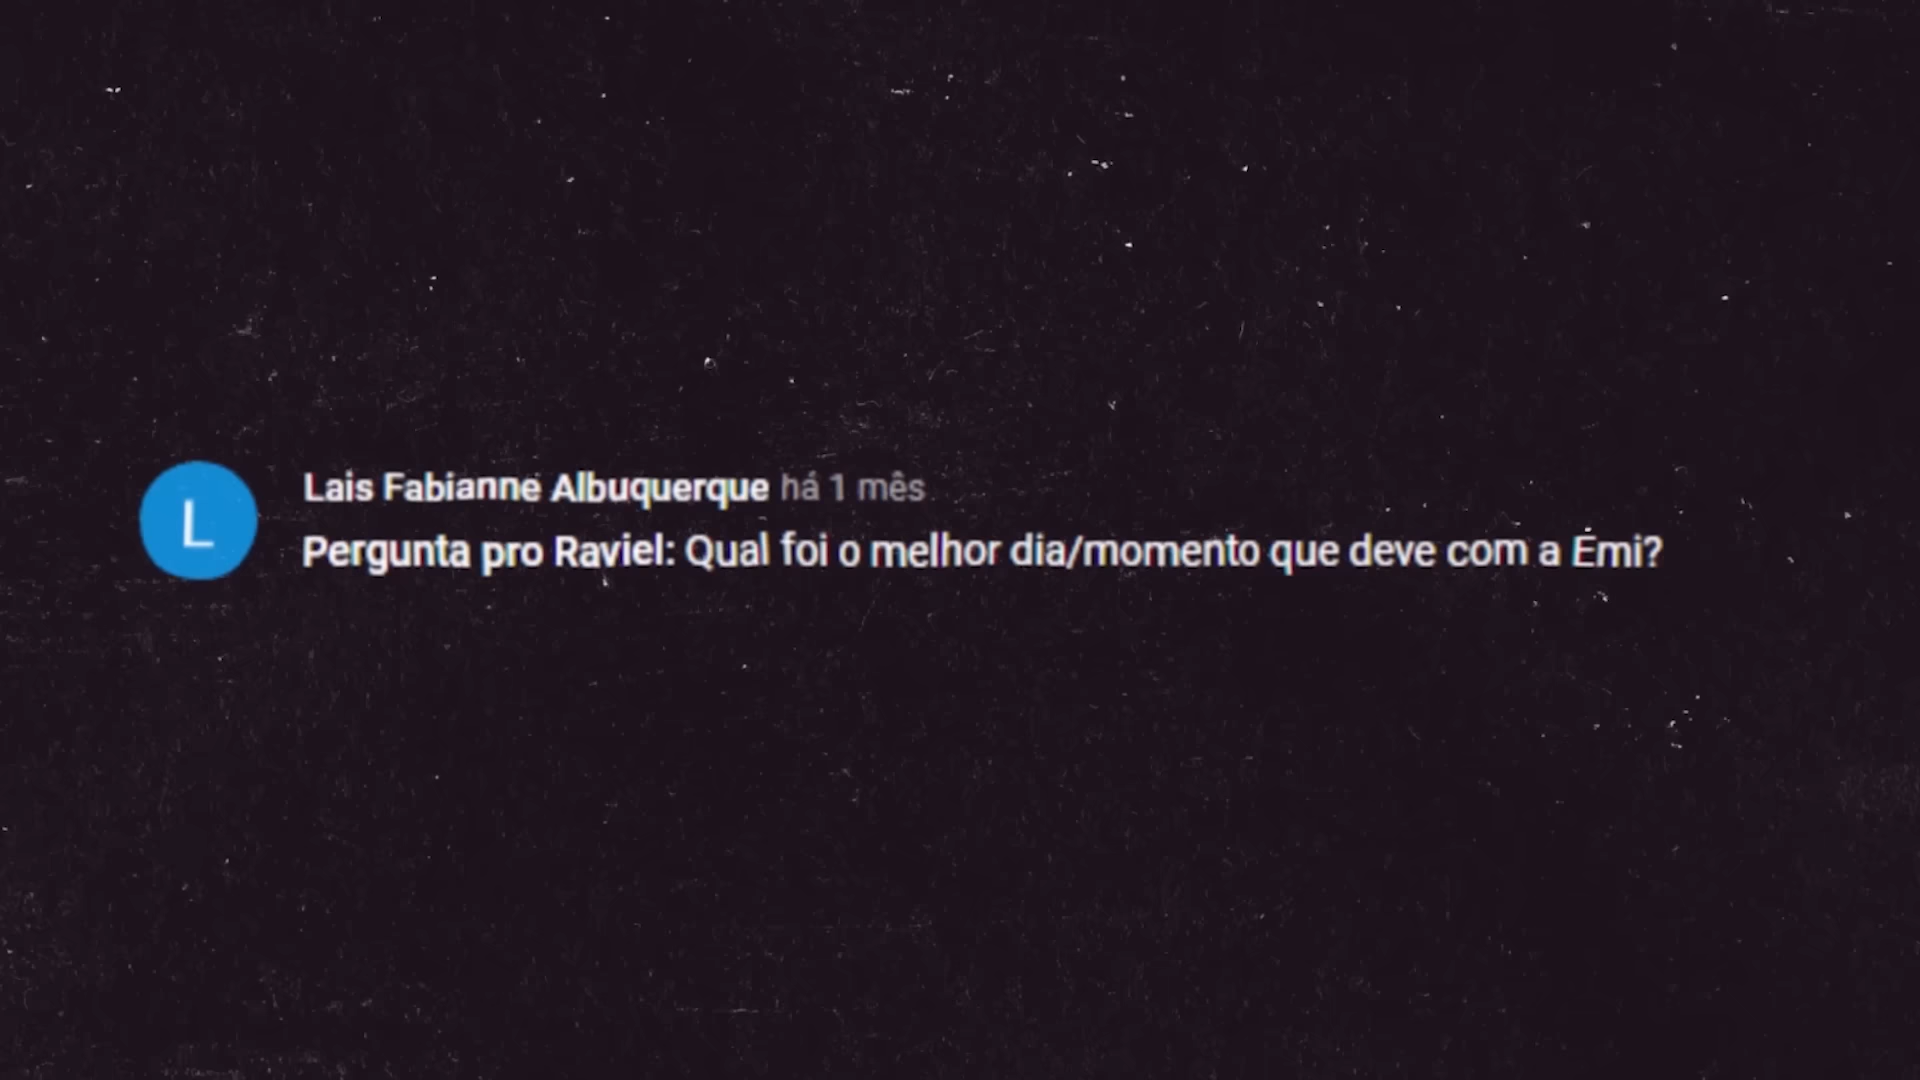 L
Lais Fabianne Albuquerque há 1 mês
Pergunta pro Raviel: Qual foi o melhor dia/momento que deve com a Emi?